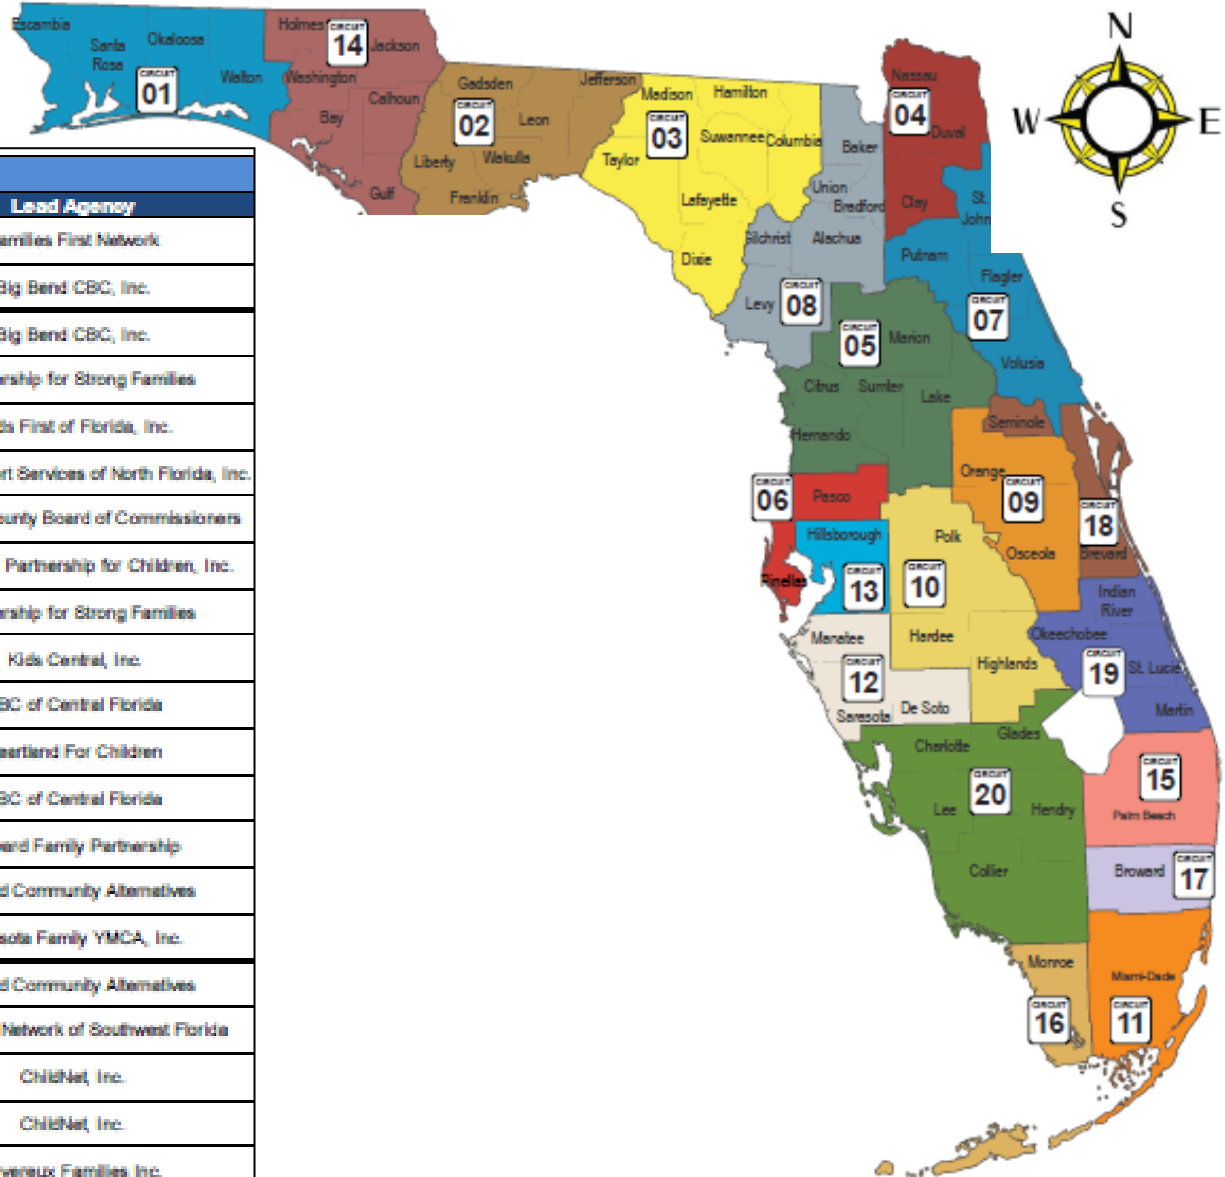 Lead Agency
amilies First Network
Big Bend CBC, Inc.
Big Bend CBC, Inc.
ership for Strong Families
ds First of Florida, Inc.
rt Services of North Florida, Inc.
ounty Board of Commissioners
Partnership for Children, Inc.
ership for Strong Families
Kids Central, Inc.
BC of Central Florida
eartland For Children
BC of Central Florida
ward Family Partnership
d Community Alternatives
sota Family YMCA, Inc.
d Community Alternatives
Network of Southwest Florida
ChildNet, Inc.
ChildNet, Inc.
vereux Families Inc.
N
W
E
S
Escambia
Santa
Rosa
Okaloosa
Walton
CIRCUIT
01
Holmes
CIRCUIT
14
Jackson
Washington
Calhoun
Bay
Gulf
Gadsden
Jefferson
CIRCUIT
02
Leon
Liberty
Wakulla
Franklin
Madison
Hamilton
CIRCUIT
03
Suwannee
Columbia
Taylor
Lafayette
Dixie
Nassau
CIRCUIT
04
Duval
Clay
Baker
Union
Bradford
Gilchrist
Alachua
Levy
CIRCUIT
08
St.
John
Putnam
Flagler
CIRCUIT
07
Volusia
CIRCUIT
05
Marion
Citrus
Sumter
Lake
Hernando
Seminole
CIRCUIT
06
Pasco
Pinellas
Orange
CIRCUIT
09
Osceola
CIRCUIT
18
Brevard
Hillsborough
CIRCUIT
13
Polk
CIRCUIT
10
Hardee
Highlands
Indian
River
Okeechobee
CIRCUIT
19
St. Lucie
Martin
Manatee
CIRCUIT
12
Sarasota
De Soto
Glades
Charlotte
CIRCUIT
20
Lee
Hendry
Collier
CIRCUIT
15
Palm Beach
Broward
CIRCUIT
17
Monroe
CIRCUIT
16
Miami-Dade
CIRCUIT
11